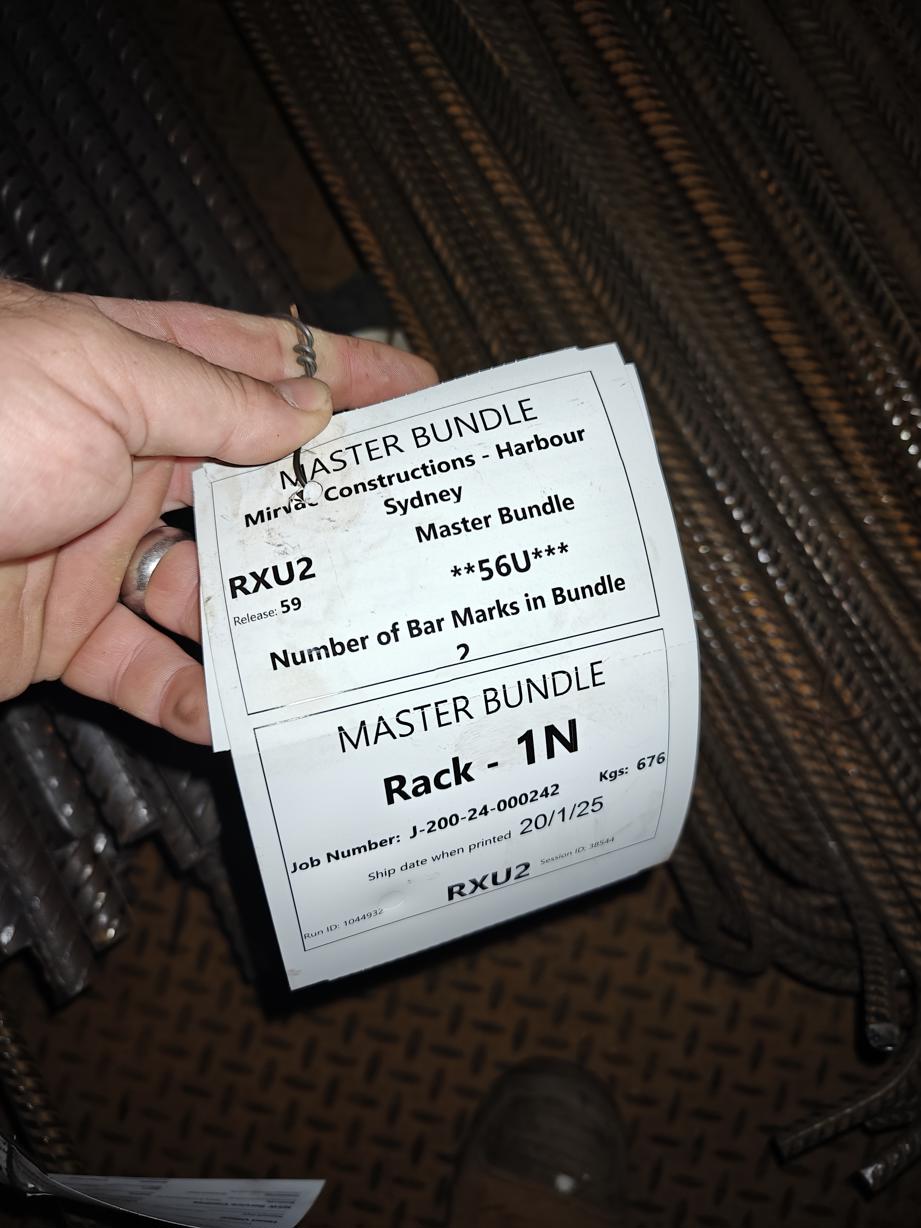 MASTER BUNDLE
Mirvac Constructions - Harbour
Sydney
Master Bundle
RXU2
**56U***
Release: 59
Number of Bar Marks in Bundle
2
MASTER BUNDLE
Rack - 1N
Kgs: 676
Job Number: J-200-24-000242
Ship date when printed 20/1/25
RXU2
Session ID: 38544
Run ID: 1044932